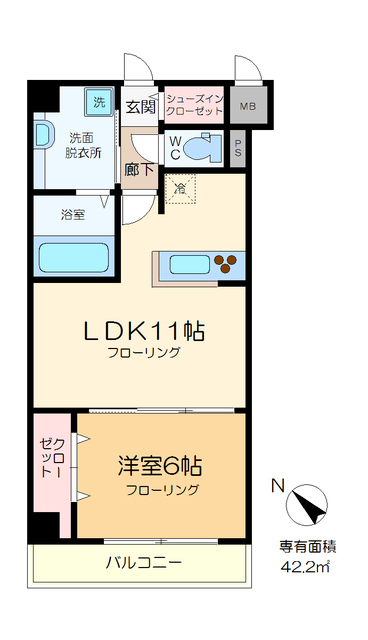 洗
玄関
シューズイン
クローゼット
MB
洗面
脱衣所
WC
PS
廊下
冷
浴室
LDK11帖
フローリング
クローゼット
洋室6帖
フローリング
N
バルコニー
専有面積
42.2㎡